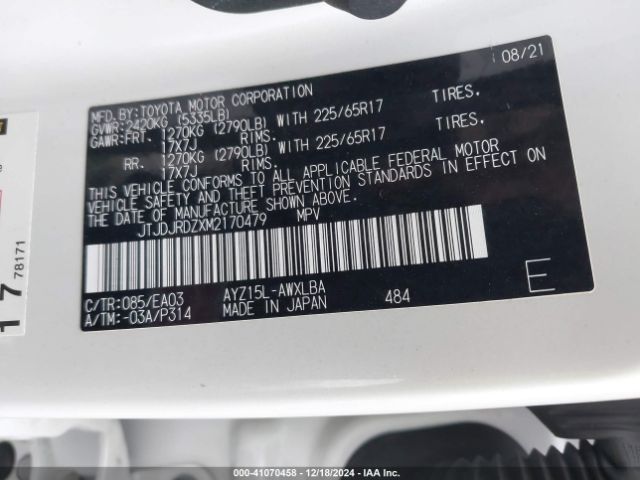 08/21
MFD.BY:TOYOTA MOTOR CORPORATION
GVWR:2420KG (5335LB)
GAWR:FRT. 1270KG (2790LB) WITH 225/65R17 TIRES.
17X7J RIMS.
RR. 1270KG (2790LB) WITH 225/65R17 TIRES.
17X7J RIMS.
THIS VEHICLE CONFORMS TO ALL APPLICABLE FEDERAL MOTOR
VEHICLE SAFETY AND THEFT PREVENTION STANDARDS IN EFFECT ON
THE DATE OF MANUFACTURE SHOWN ABOVE.
JTJDJRDZXM2170479 MPV
C/TR:085/EA03 AYZ15L-AWXLBA
A/TM:-03A/P314 MADE IN JAPAN 484
E
17
78171
000-41070458 - 12/18/2024 - IAA Inc.